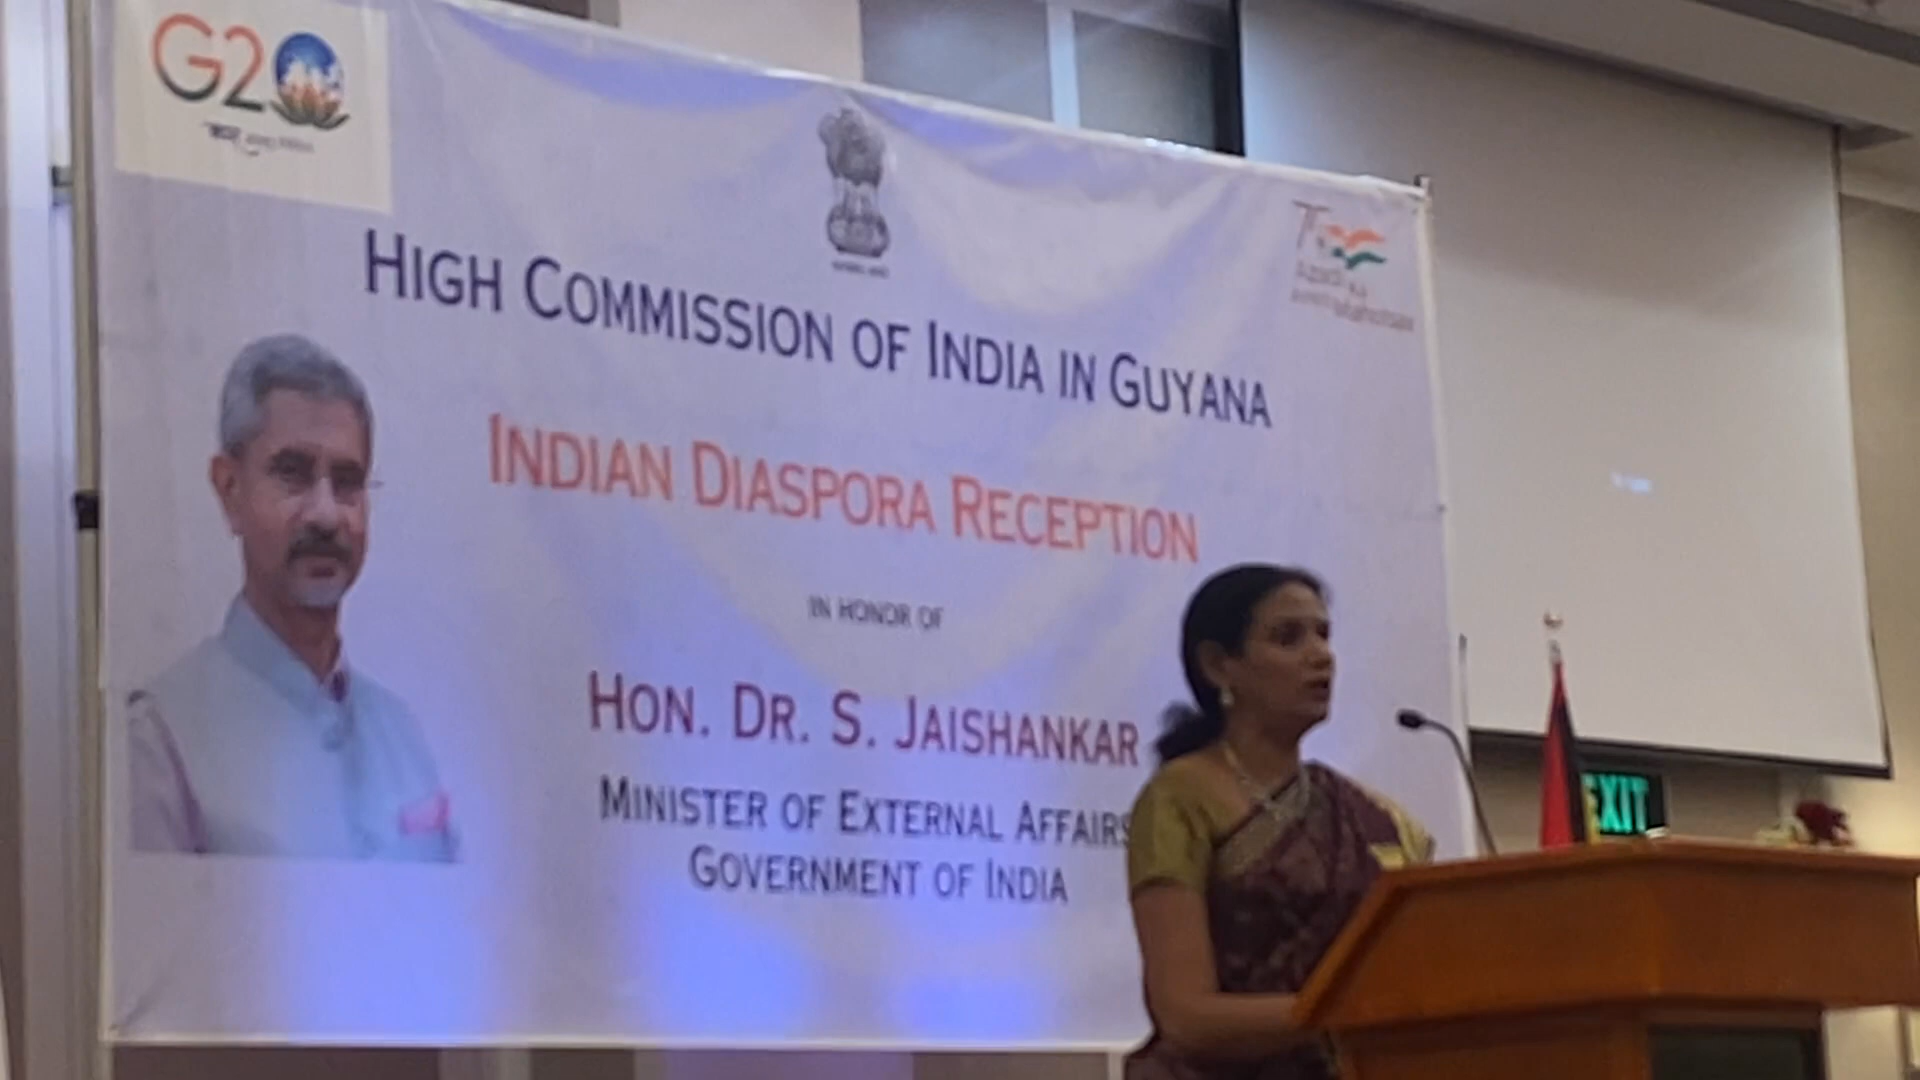 G20
HIGH COMMISSION OF INDIA IN GUYANA
INDIAN DIASPORA RECEPTION
IN HONOR OF
HON. DR. S. JAISHANKAR
MINISTER OF EXTERNAL AFFAIRS
GOVERNMENT OF INDIA
EXIT